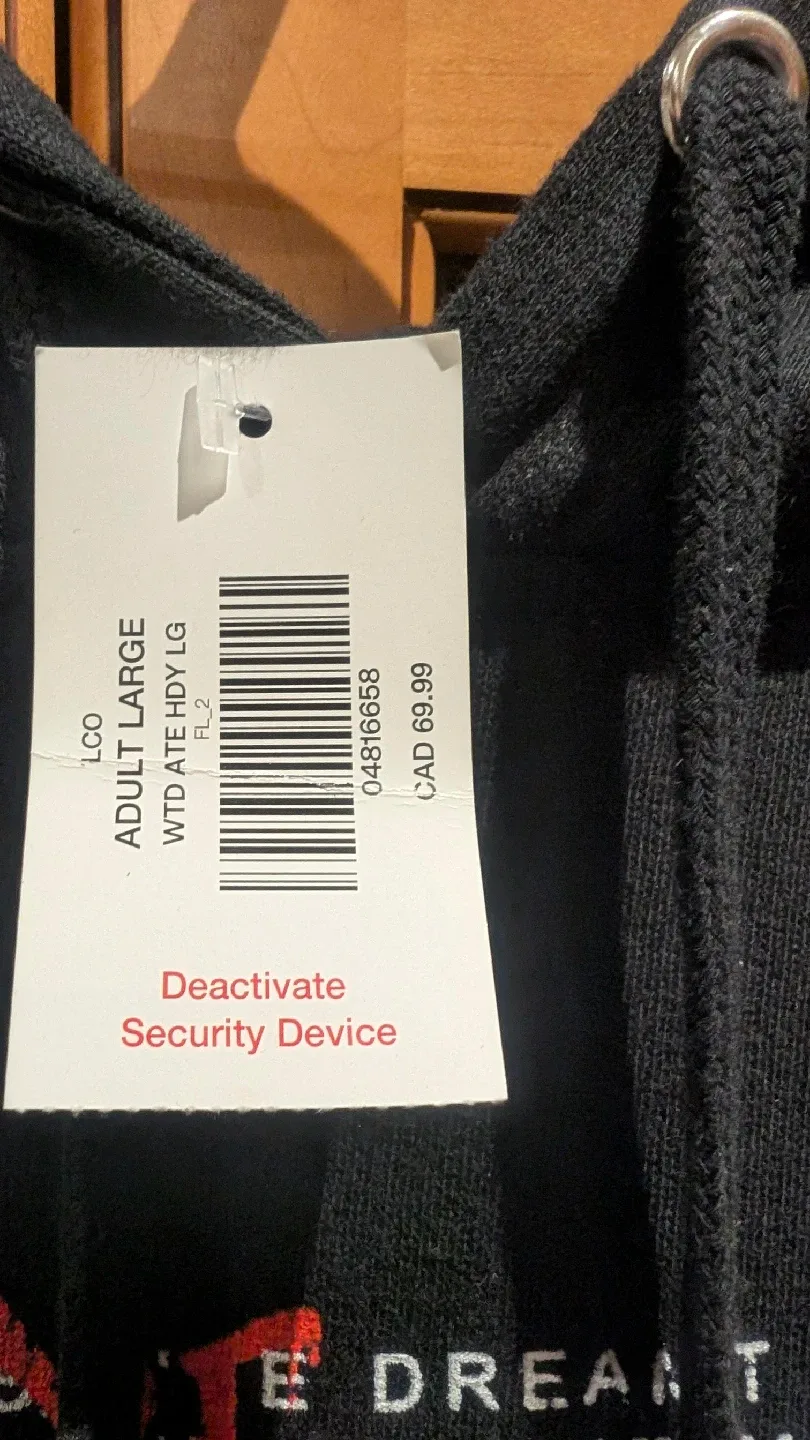 LCO
ADULT LARGE
WTD ATE HDY LG
FL_2
04816658
CAD 69.99
Deactivate
Security Device